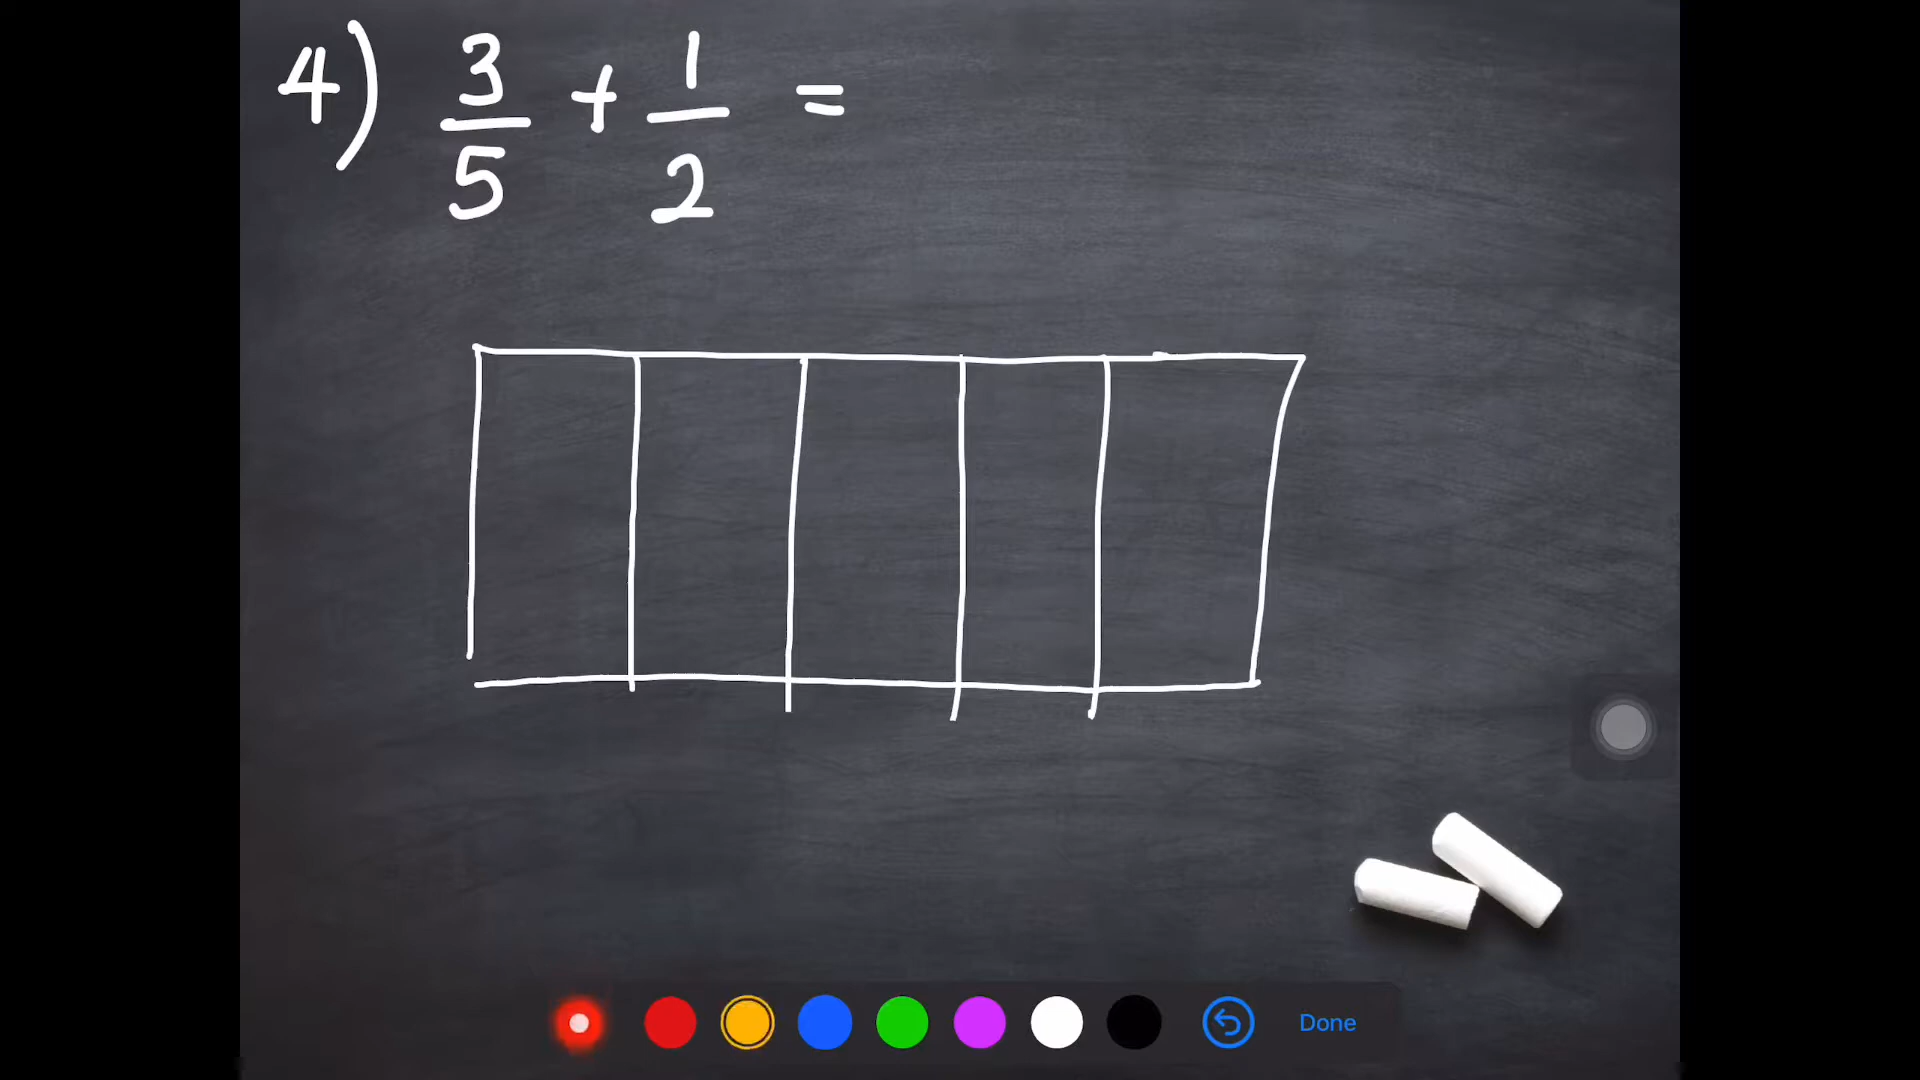 4) 3/5 + 1/2 =
Done